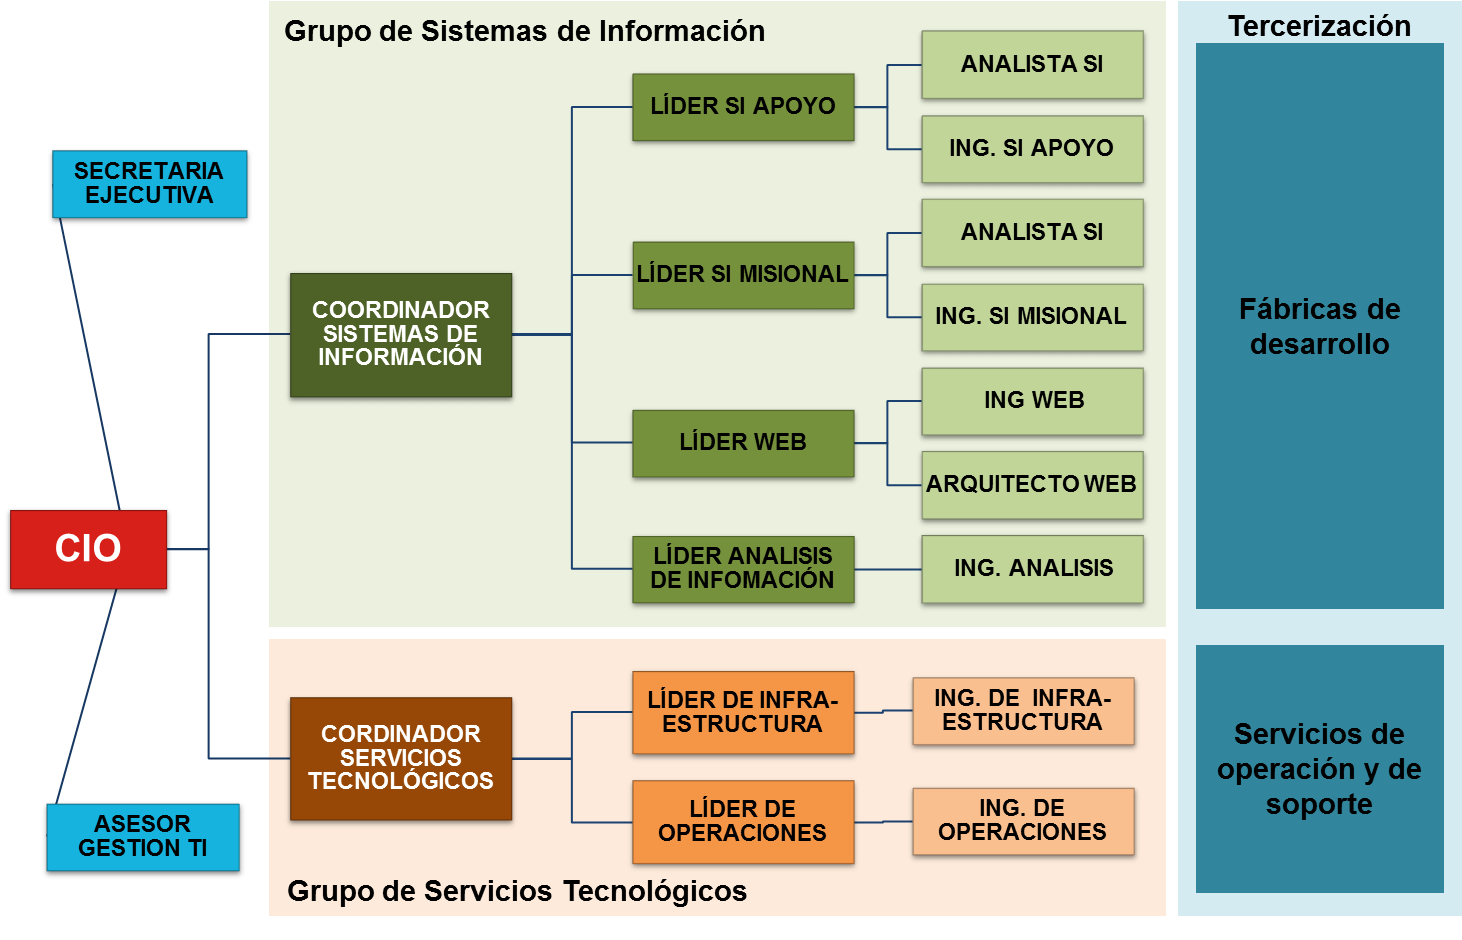 Grupo de Sistemas de Información
Tercerización
SECRETARIA
EJECUTIVA
CIO
ASESOR
GESTION TI
COORDINADOR
SISTEMAS DE
INFORMACIÓN
LÍDER SI APOYO
ANALISTA SI
ING. SI APOYO
LÍDER SI MISIONAL
ANALISTA SI
ING. SI MISIONAL
LÍDER WEB
ING WEB
ARQUITECTO WEB
LÍDER ANALISIS
DE INFOMACIÓN
ING. ANALISIS
Fábricas de
desarrollo
CORDINADOR
SERVICIOS
TECNOLÓGICOS
LÍDER DE INFRA-
ESTRUCTURA
ING. DE INFRA-
ESTRUCTURA
LÍDER DE
OPERACIONES
ING. DE
OPERACIONES
Servicios de
operación y de
soporte
Grupo de Servicios Tecnológicos